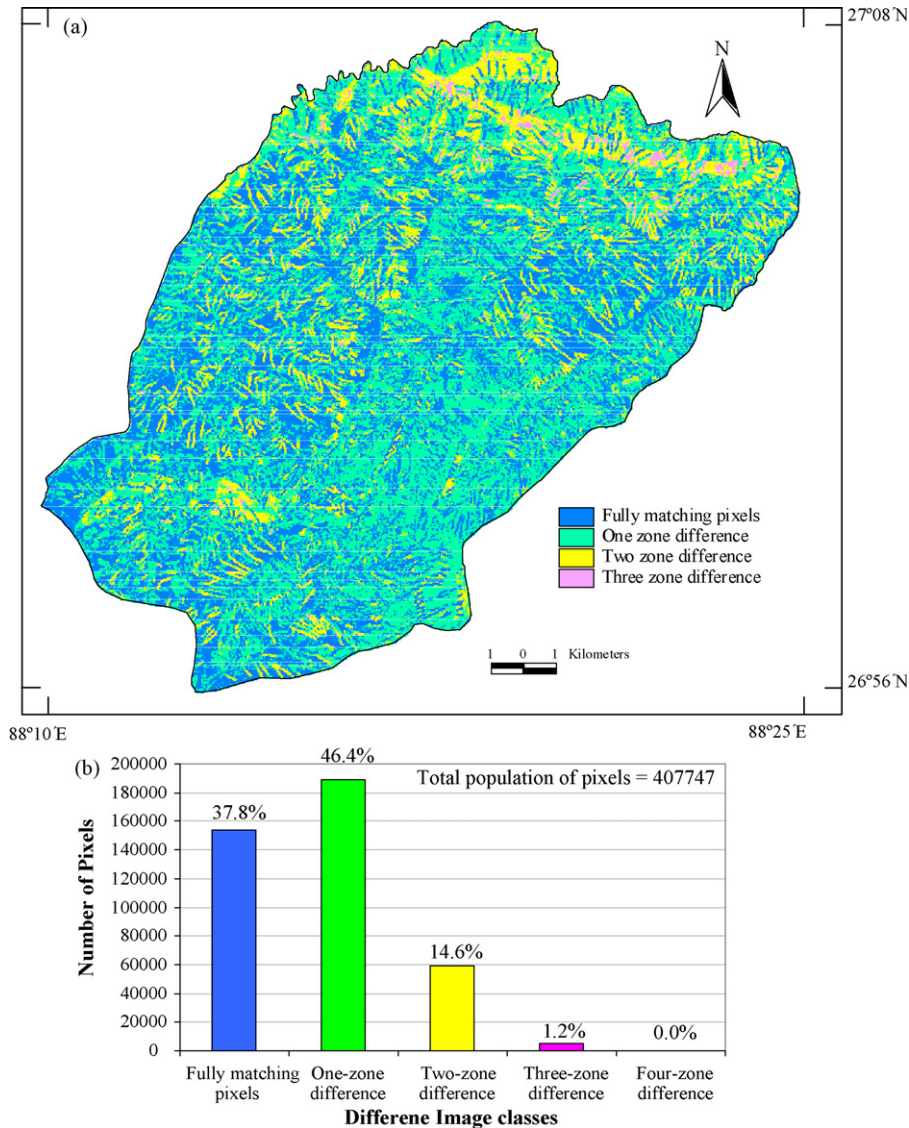 (a)
27°08´N
N
Fully matching pixels
One zone difference
Two zone difference
Three zone difference
1 0 1 Kilometers
26°56´N
88°10´E
88°25´E
(b)
Total population of pixels = 407747
Number of Pixels
200000
180000
160000
140000
120000
100000
80000
60000
40000
20000
0
37.8%
46.4%
14.6%
1.2%
0.0%
Fully matching
pixels
One-zone
difference
Two-zone
difference
Three-zone
difference
Four-zone
difference
Differene Image classes